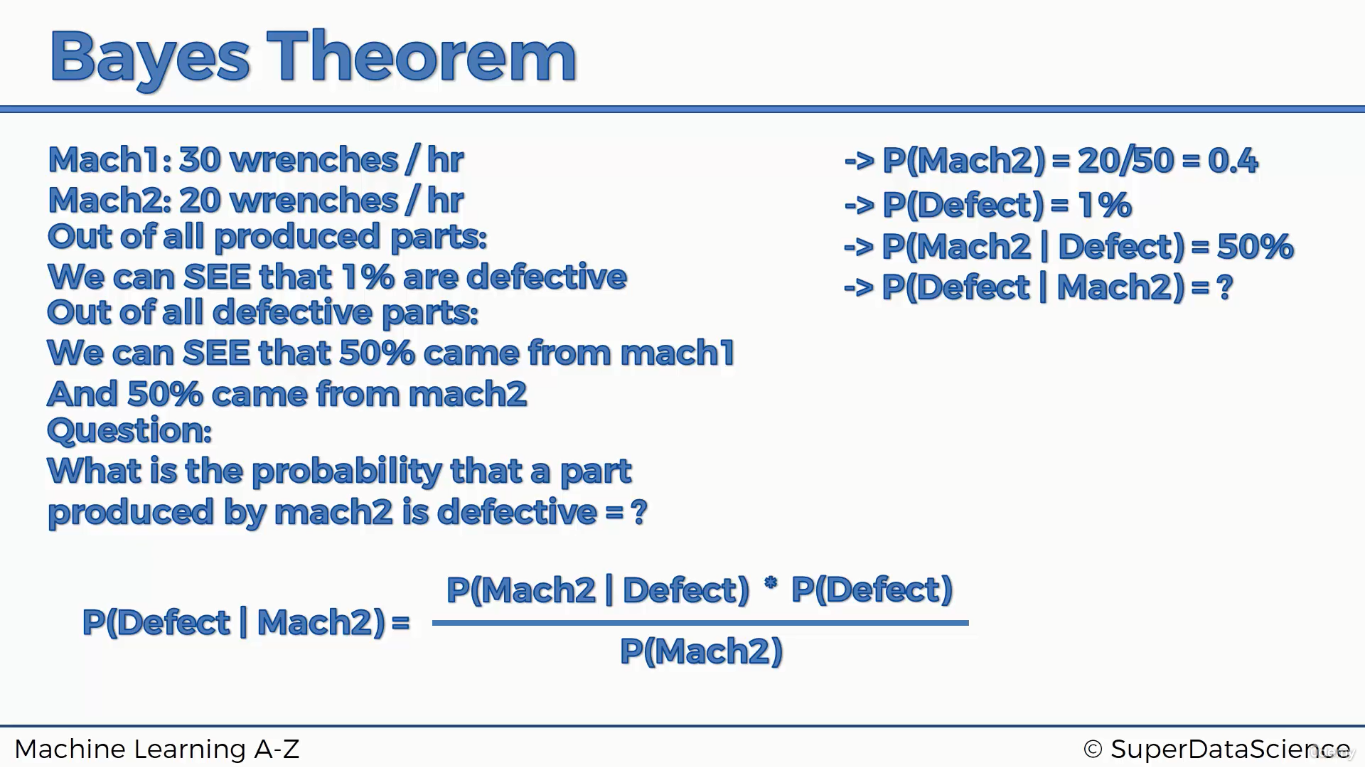 Bayes Theorem
Mach1: 30 wrenches / hr
Mach2: 20 wrenches / hr
Out of all produced parts:
We can SEE that 1% are defective
Out of all defective parts:
We can SEE that 50% came from mach1
And 50% came from mach2
Question:
What is the probability that a part
produced by mach2 is defective = ?
-> P(Mach2) = 20/50 = 0.4
-> P(Defect) = 1%
-> P(Mach2 | Defect) = 50%
-> P(Defect | Mach2) = ?
P(Mach2 | Defect) * P(Defect)
P(Defect | Mach2) =
P(Mach2)
Machine Learning A-Z
© SuperDataScience